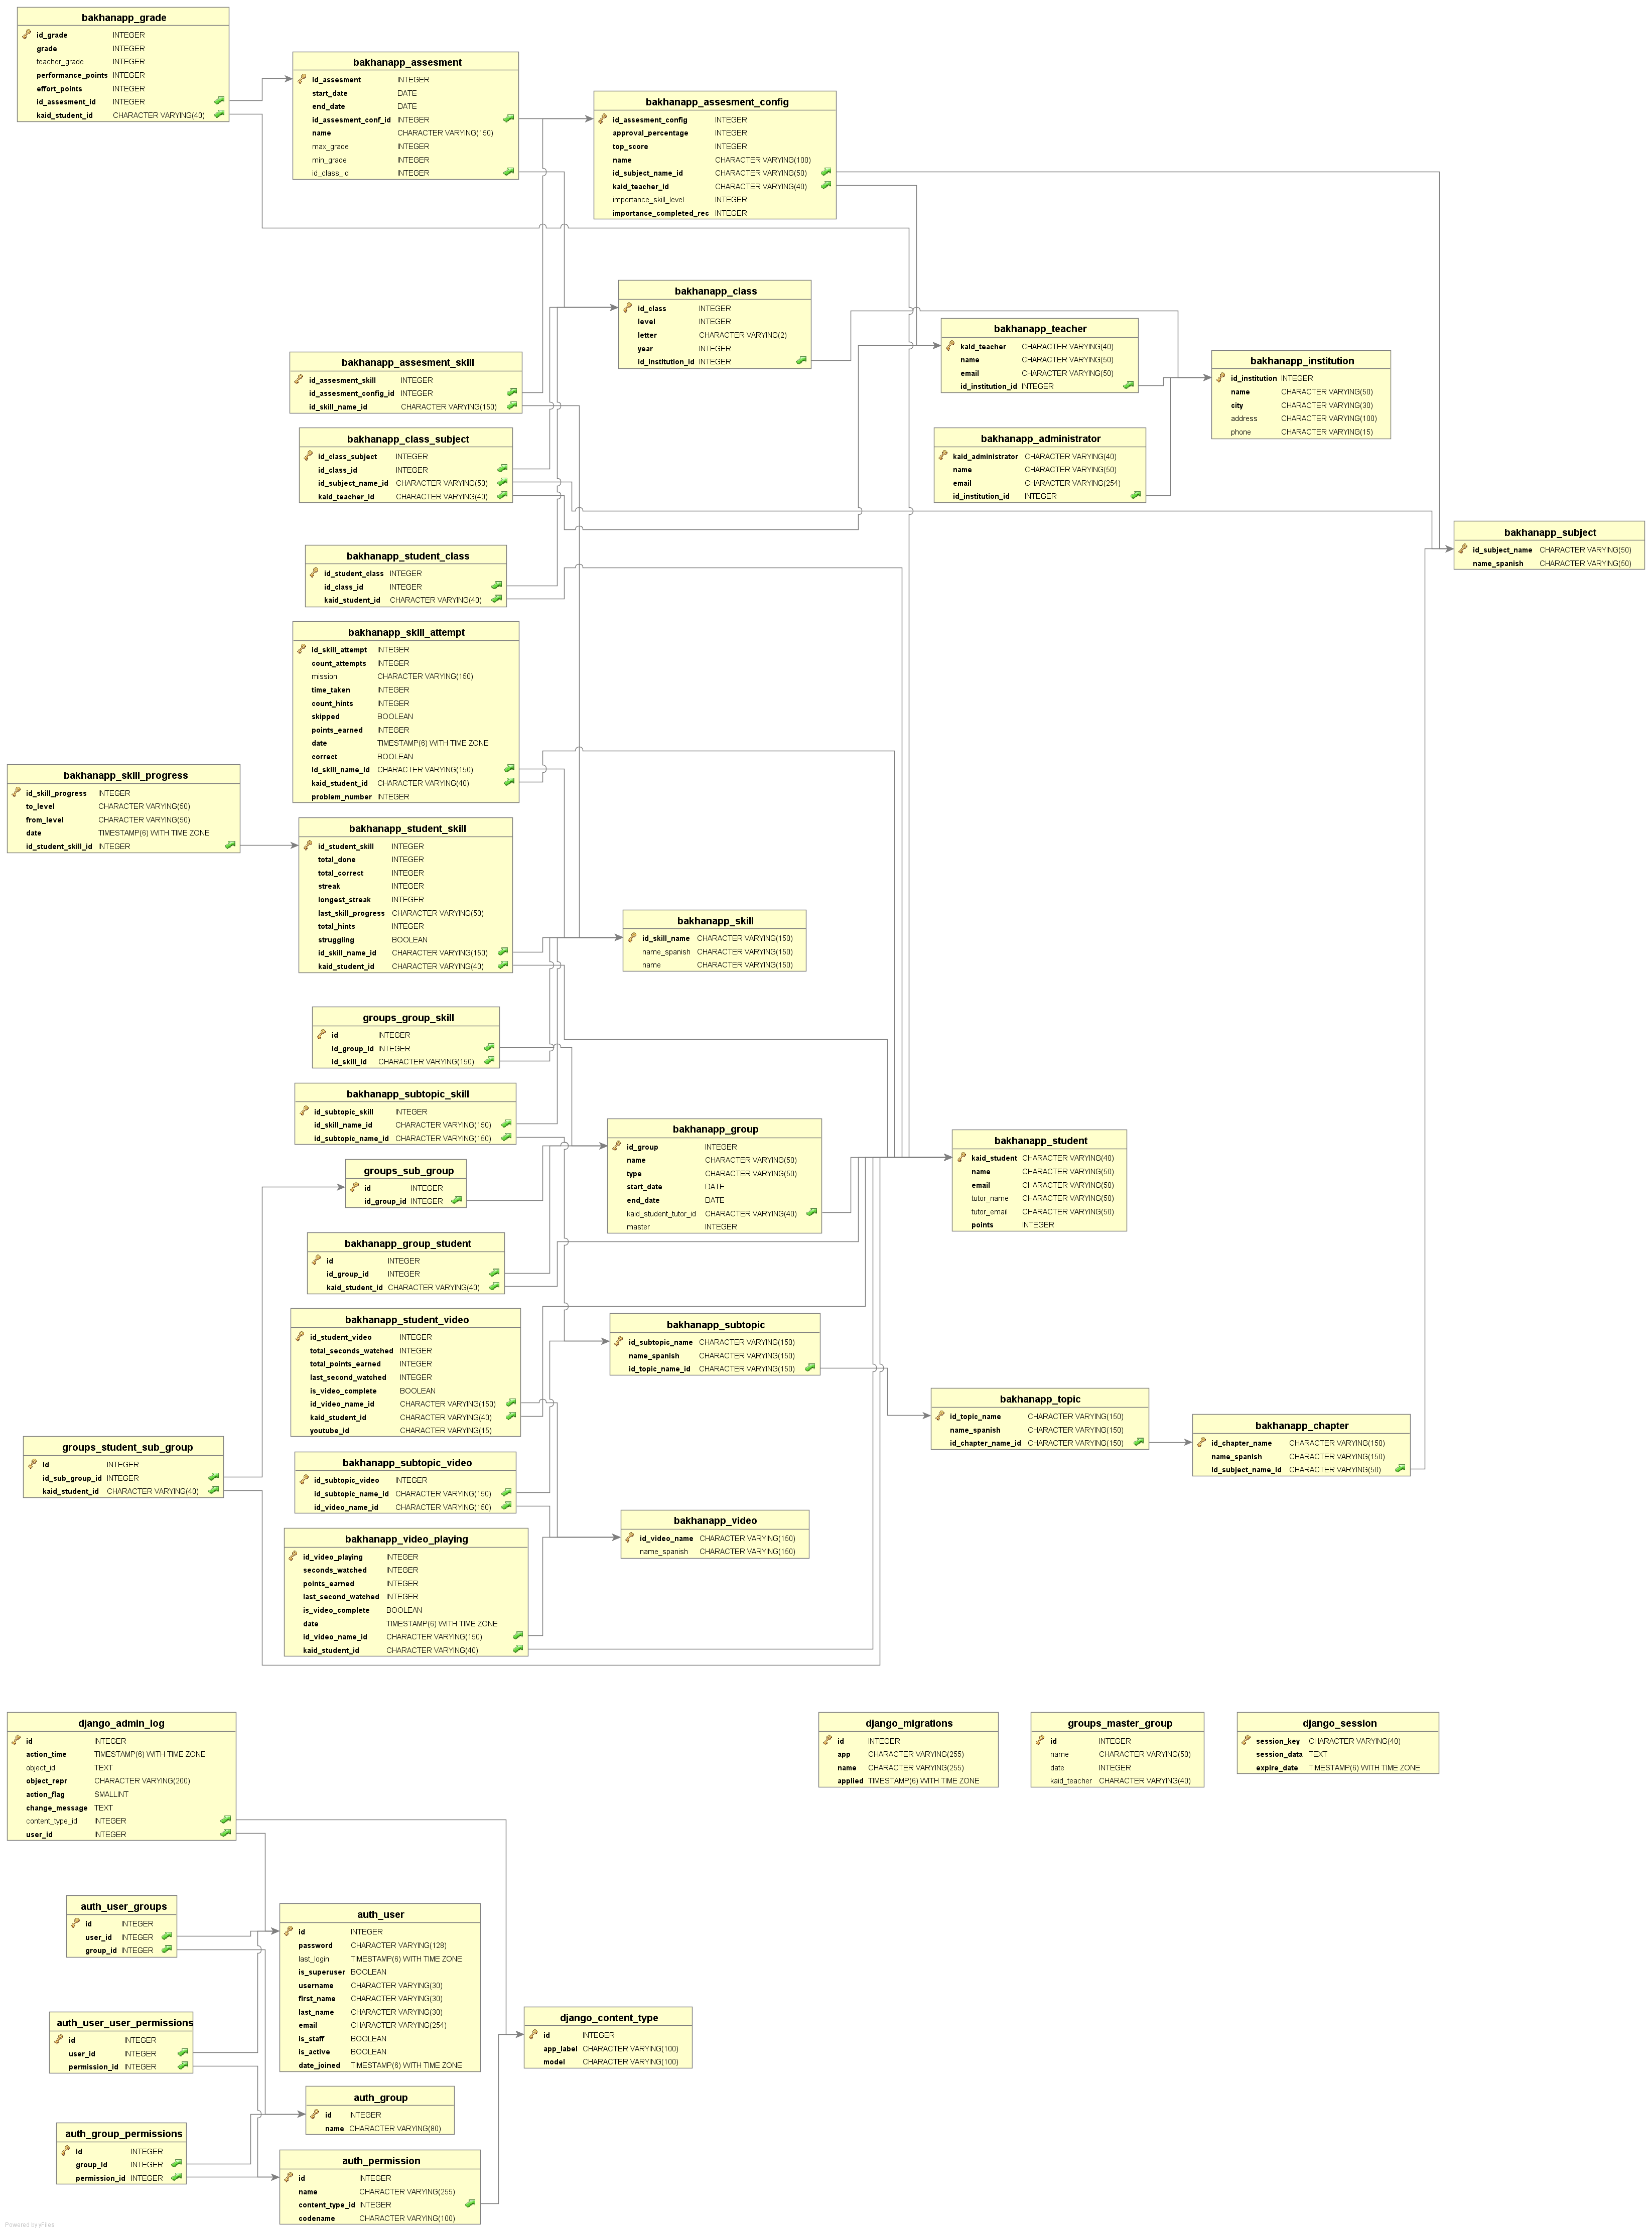 bakhanapp_grade
id_grade INTEGER
grade INTEGER
teacher_grade INTEGER
performance_points INTEGER
effort_points INTEGER
id_assesment_id INTEGER
kaid_student_id CHARACTER VARYING(40)
bakhanapp_assesment
id_assesment INTEGER
start_date DATE
end_date DATE
id_assesment_conf_id INTEGER
name CHARACTER VARYING(150)
max_grade INTEGER
min_grade INTEGER
id_class_id INTEGER
bakhanapp_assesment_config
id_assesment_config INTEGER
approval_percentage INTEGER
top_score INTEGER
name CHARACTER VARYING(100)
id_subject_name_id CHARACTER VARYING(50)
kaid_teacher_id CHARACTER VARYING(40)
importance_skill_level INTEGER
importance_completed_rec INTEGER
bakhanapp_class
id_class INTEGER
level INTEGER
letter CHARACTER VARYING(2)
year INTEGER
id_institution_id INTEGER
bakhanapp_teacher
kaid_teacher CHARACTER VARYING(40)
name CHARACTER VARYING(50)
email CHARACTER VARYING(50)
id_institution_id INTEGER
bakhanapp_institution
id_institution INTEGER
name CHARACTER VARYING(50)
city CHARACTER VARYING(30)
address CHARACTER VARYING(100)
phone CHARACTER VARYING(15)
bakhanapp_assesment_skill
id_assesment_skill INTEGER
id_assesment_config_id INTEGER
id_skill_name_id CHARACTER VARYING(150)
bakhanapp_class_subject
id_class_subject INTEGER
id_class_id INTEGER
id_subject_name_id CHARACTER VARYING(50)
kaid_teacher_id CHARACTER VARYING(40)
bakhanapp_administrator
kaid_administrator CHARACTER VARYING(40)
name CHARACTER VARYING(50)
email CHARACTER VARYING(254)
id_institution_id INTEGER
bakhanapp_subject
id_subject_name CHARACTER VARYING(50)
name_spanish CHARACTER VARYING(50)
bakhanapp_student_class
id_student_class INTEGER
id_class_id INTEGER
kaid_student_id CHARACTER VARYING(40)
bakhanapp_skill_attempt
id_skill_attempt INTEGER
count_attempts INTEGER
mission CHARACTER VARYING(150)
time_taken INTEGER
count_hints INTEGER
skipped BOOLEAN
points_earned INTEGER
date TIMESTAMP(6) WITH TIME ZONE
correct BOOLEAN
id_skill_name_id CHARACTER VARYING(150)
kaid_student_id CHARACTER VARYING(40)
problem_number INTEGER
bakhanapp_skill_progress
id_skill_progress INTEGER
to_level CHARACTER VARYING(50)
from_level CHARACTER VARYING(50)
date TIMESTAMP(6) WITH TIME ZONE
id_student_skill_id INTEGER
bakhanapp_student_skill
id_student_skill INTEGER
total_done INTEGER
total_correct INTEGER
streak INTEGER
longest_streak INTEGER
last_skill_progress CHARACTER VARYING(50)
total_hints INTEGER
struggling BOOLEAN
id_skill_name_id CHARACTER VARYING(150)
kaid_student_id CHARACTER VARYING(40)
bakhanapp_skill
id_skill_name CHARACTER VARYING(150)
name_spanish CHARACTER VARYING(150)
name CHARACTER VARYING(150)
groups_group_skill
id INTEGER
id_group_id INTEGER
id_skill_id CHARACTER VARYING(150)
bakhanapp_subtopic_skill
id_subtopic_skill INTEGER
id_skill_name_id CHARACTER VARYING(150)
id_subtopic_name_id CHARACTER VARYING(150)
bakhanapp_group
id_group INTEGER
name CHARACTER VARYING(50)
type CHARACTER VARYING(50)
start_date DATE
end_date DATE
kaid_student_tutor_id CHARACTER VARYING(40)
master INTEGER
bakhanapp_student
kaid_student CHARACTER VARYING(40)
name CHARACTER VARYING(50)
email CHARACTER VARYING(50)
tutor_name CHARACTER VARYING(50)
tutor_email CHARACTER VARYING(50)
points INTEGER
groups_sub_group
id INTEGER
id_group_id INTEGER
bakhanapp_group_student
id INTEGER
id_group_id INTEGER
kaid_student_id CHARACTER VARYING(40)
bakhanapp_student_video
id_student_video INTEGER
total_seconds_watched INTEGER
total_points_earned INTEGER
last_second_watched INTEGER
is_video_complete BOOLEAN
id_video_name_id CHARACTER VARYING(150)
kaid_student_id CHARACTER VARYING(40)
youtube_id CHARACTER VARYING(15)
bakhanapp_subtopic
id_subtopic_name CHARACTER VARYING(150)
name_spanish CHARACTER VARYING(150)
id_topic_name_id CHARACTER VARYING(150)
bakhanapp_topic
id_topic_name CHARACTER VARYING(150)
name_spanish CHARACTER VARYING(150)
id_chapter_name_id CHARACTER VARYING(150)
bakhanapp_chapter
id_chapter_name CHARACTER VARYING(150)
name_spanish CHARACTER VARYING(150)
id_subject_name_id CHARACTER VARYING(50)
groups_student_sub_group
id INTEGER
id_sub_group_id INTEGER
kaid_student_id CHARACTER VARYING(40)
bakhanapp_subtopic_video
id_subtopic_video INTEGER
id_subtopic_name_id CHARACTER VARYING(150)
id_video_name_id CHARACTER VARYING(150)
bakhanapp_video
id_video_name CHARACTER VARYING(150)
name_spanish CHARACTER VARYING(150)
bakhanapp_video_playing
id_video_playing INTEGER
seconds_watched INTEGER
points_earned INTEGER
last_second_watched INTEGER
is_video_complete BOOLEAN
date TIMESTAMP(6) WITH TIME ZONE
id_video_name_id CHARACTER VARYING(150)
kaid_student_id CHARACTER VARYING(40)
django_admin_log
id INTEGER
action_time TIMESTAMP(6) WITH TIME ZONE
object_id TEXT
object_repr CHARACTER VARYING(200)
action_flag SMALLINT
change_message TEXT
content_type_id INTEGER
user_id INTEGER
django_migrations
id INTEGER
app CHARACTER VARYING(255)
name CHARACTER VARYING(255)
applied TIMESTAMP(6) WITH TIME ZONE
groups_master_group
id INTEGER
name CHARACTER VARYING(50)
date INTEGER
kaid_teacher CHARACTER VARYING(40)
django_session
session_key CHARACTER VARYING(40)
session_data TEXT
expire_date TIMESTAMP(6) WITH TIME ZONE
auth_user_groups
id INTEGER
user_id INTEGER
group_id INTEGER
auth_user
id INTEGER
password CHARACTER VARYING(128)
last_login TIMESTAMP(6) WITH TIME ZONE
is_superuser BOOLEAN
username CHARACTER VARYING(30)
first_name CHARACTER VARYING(30)
last_name CHARACTER VARYING(30)
email CHARACTER VARYING(254)
is_staff BOOLEAN
is_active BOOLEAN
date_joined TIMESTAMP(6) WITH TIME ZONE
auth_user_user_permissions
id INTEGER
user_id INTEGER
permission_id INTEGER
django_content_type
id INTEGER
app_label CHARACTER VARYING(100)
model CHARACTER VARYING(100)
auth_group
id INTEGER
name CHARACTER VARYING(80)
auth_group_permissions
id INTEGER
group_id INTEGER
permission_id INTEGER
auth_permission
id INTEGER
name CHARACTER VARYING(255)
content_type_id INTEGER
codename CHARACTER VARYING(100)
Powered by yFiles